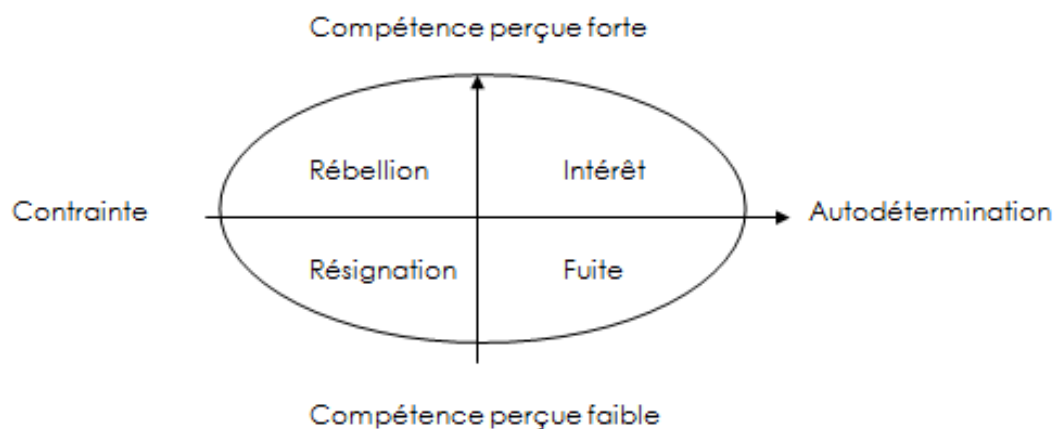 Compétence perçue forte
Rébellion
Intérêt
Contrainte
Autodétermination
Résignation
Fuite
Compétence perçue faible